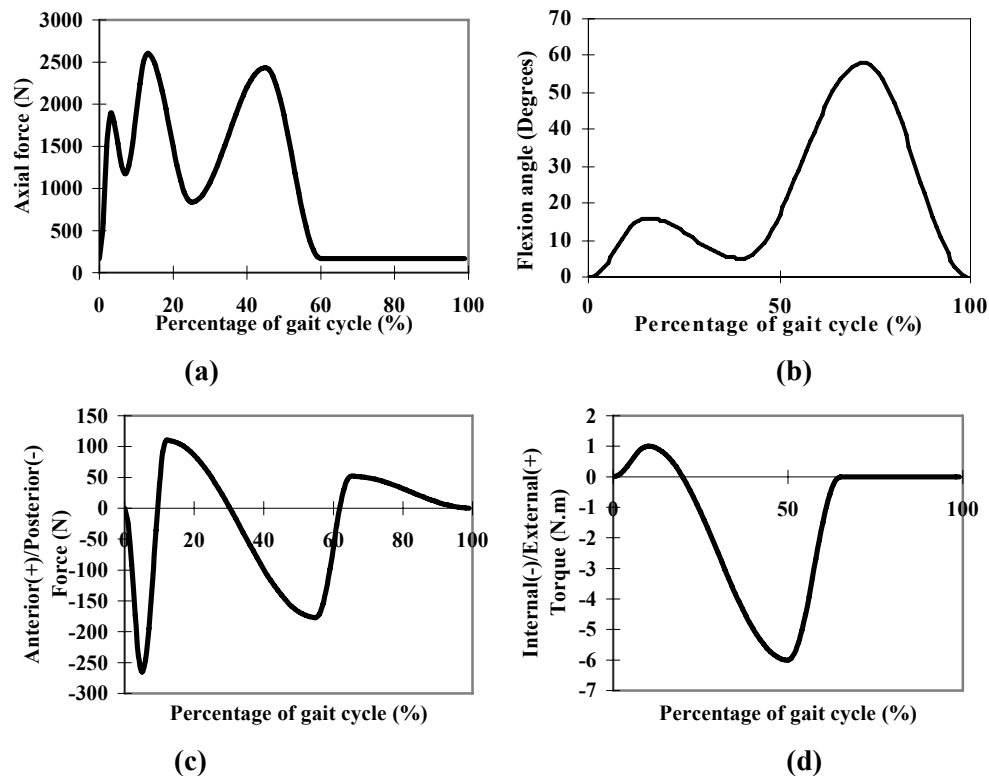 3000
2500
2000
1500
1000
500
0
Axial force (N)
0 20 40 60 80 100
Percentage of gait cycle (%)
(a)
70
60
50
40
30
20
10
0
Flexion angle (Degrees)
0 50 100
Percentage of gait cycle (%)
(b)
150
100
50
0
-50
-100
-150
-200
-250
-300
Anterior(+)/Posterior(-)
Force (N)
0 20 40 60 80 100
Percentage of gait cycle (%)
(c)
2
1
0
-1
-2
-3
-4
-5
-6
-7
Internal(-)/External(+)
Torque (N.m)
0 50 100
Percentage of gait cycle (%)
(d)